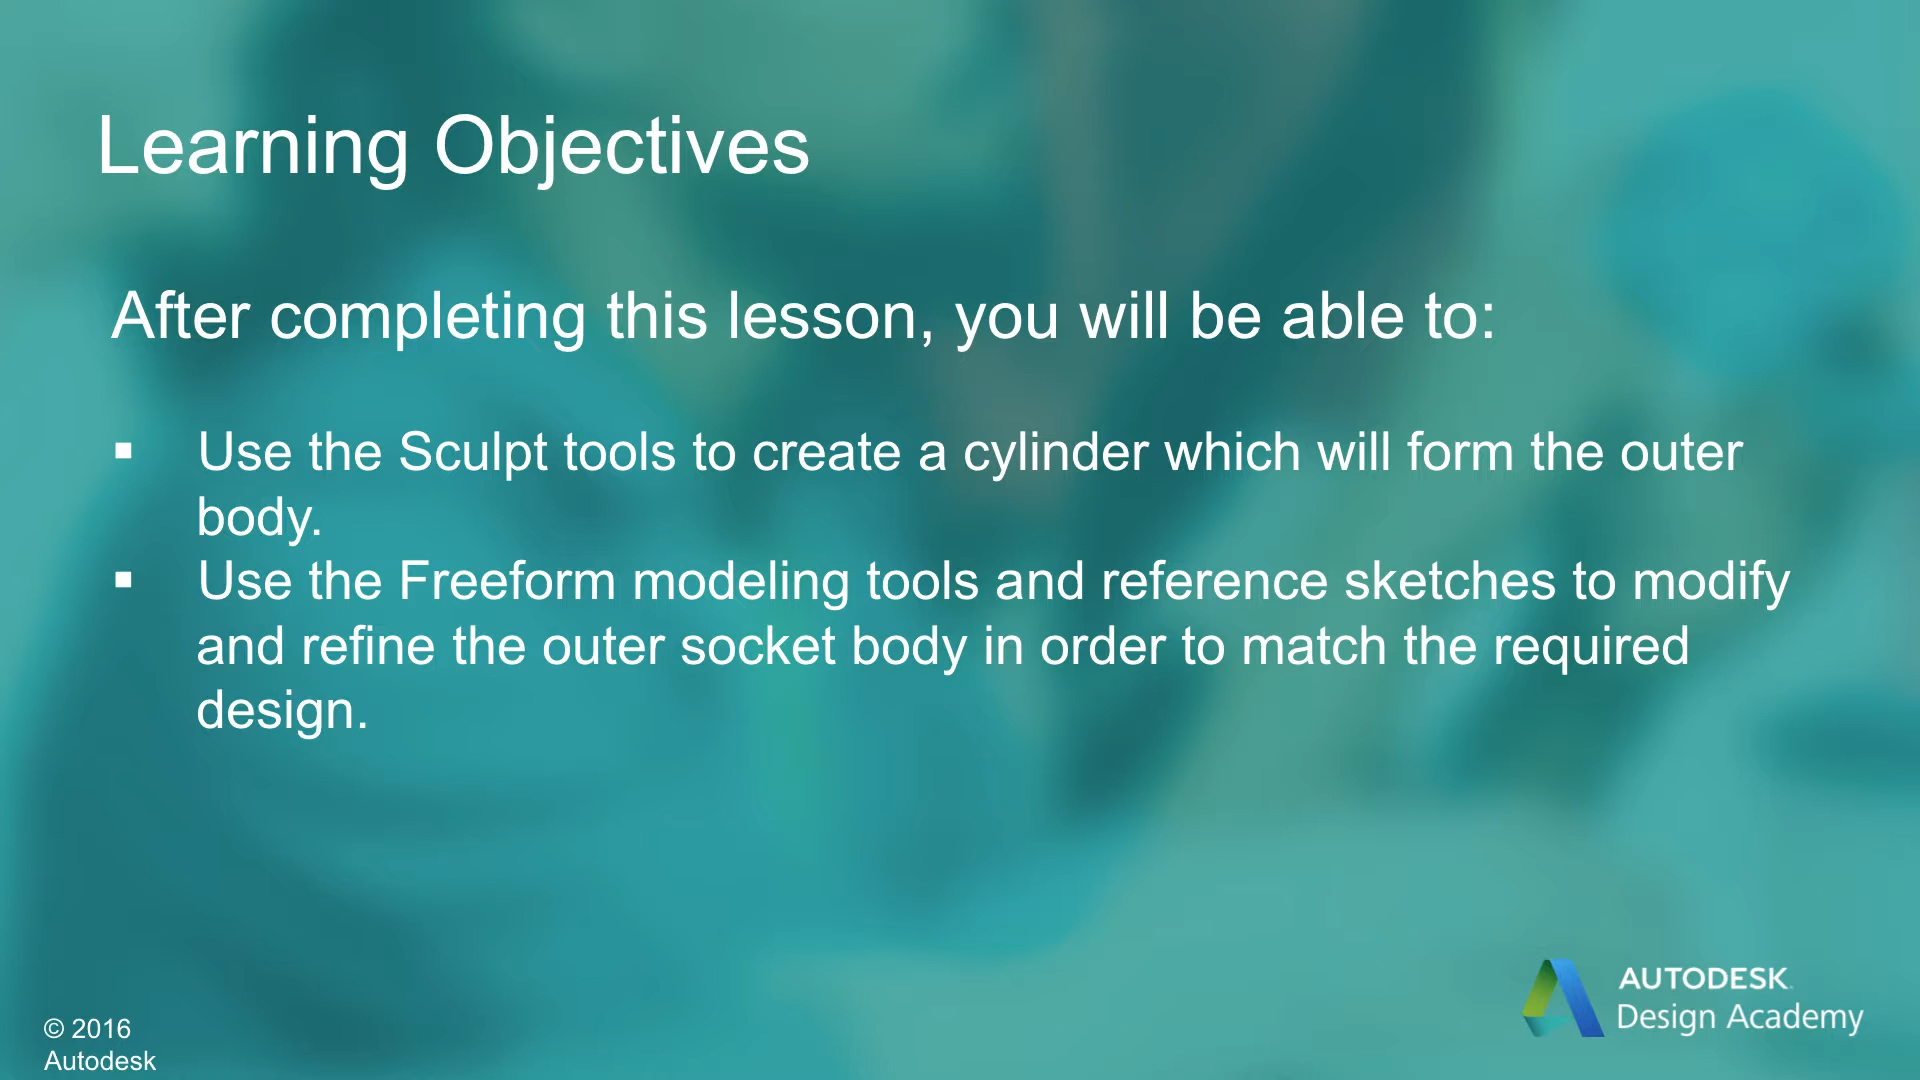 Learning Objectives
After completing this lesson, you will be able to:
▪ Use the Sculpt tools to create a cylinder which will form the outer
body.
▪ Use the Freeform modeling tools and reference sketches to modify
and refine the outer socket body in order to match the required
design.
AUTODESK.
Design Academy
© 2016
Autodesk